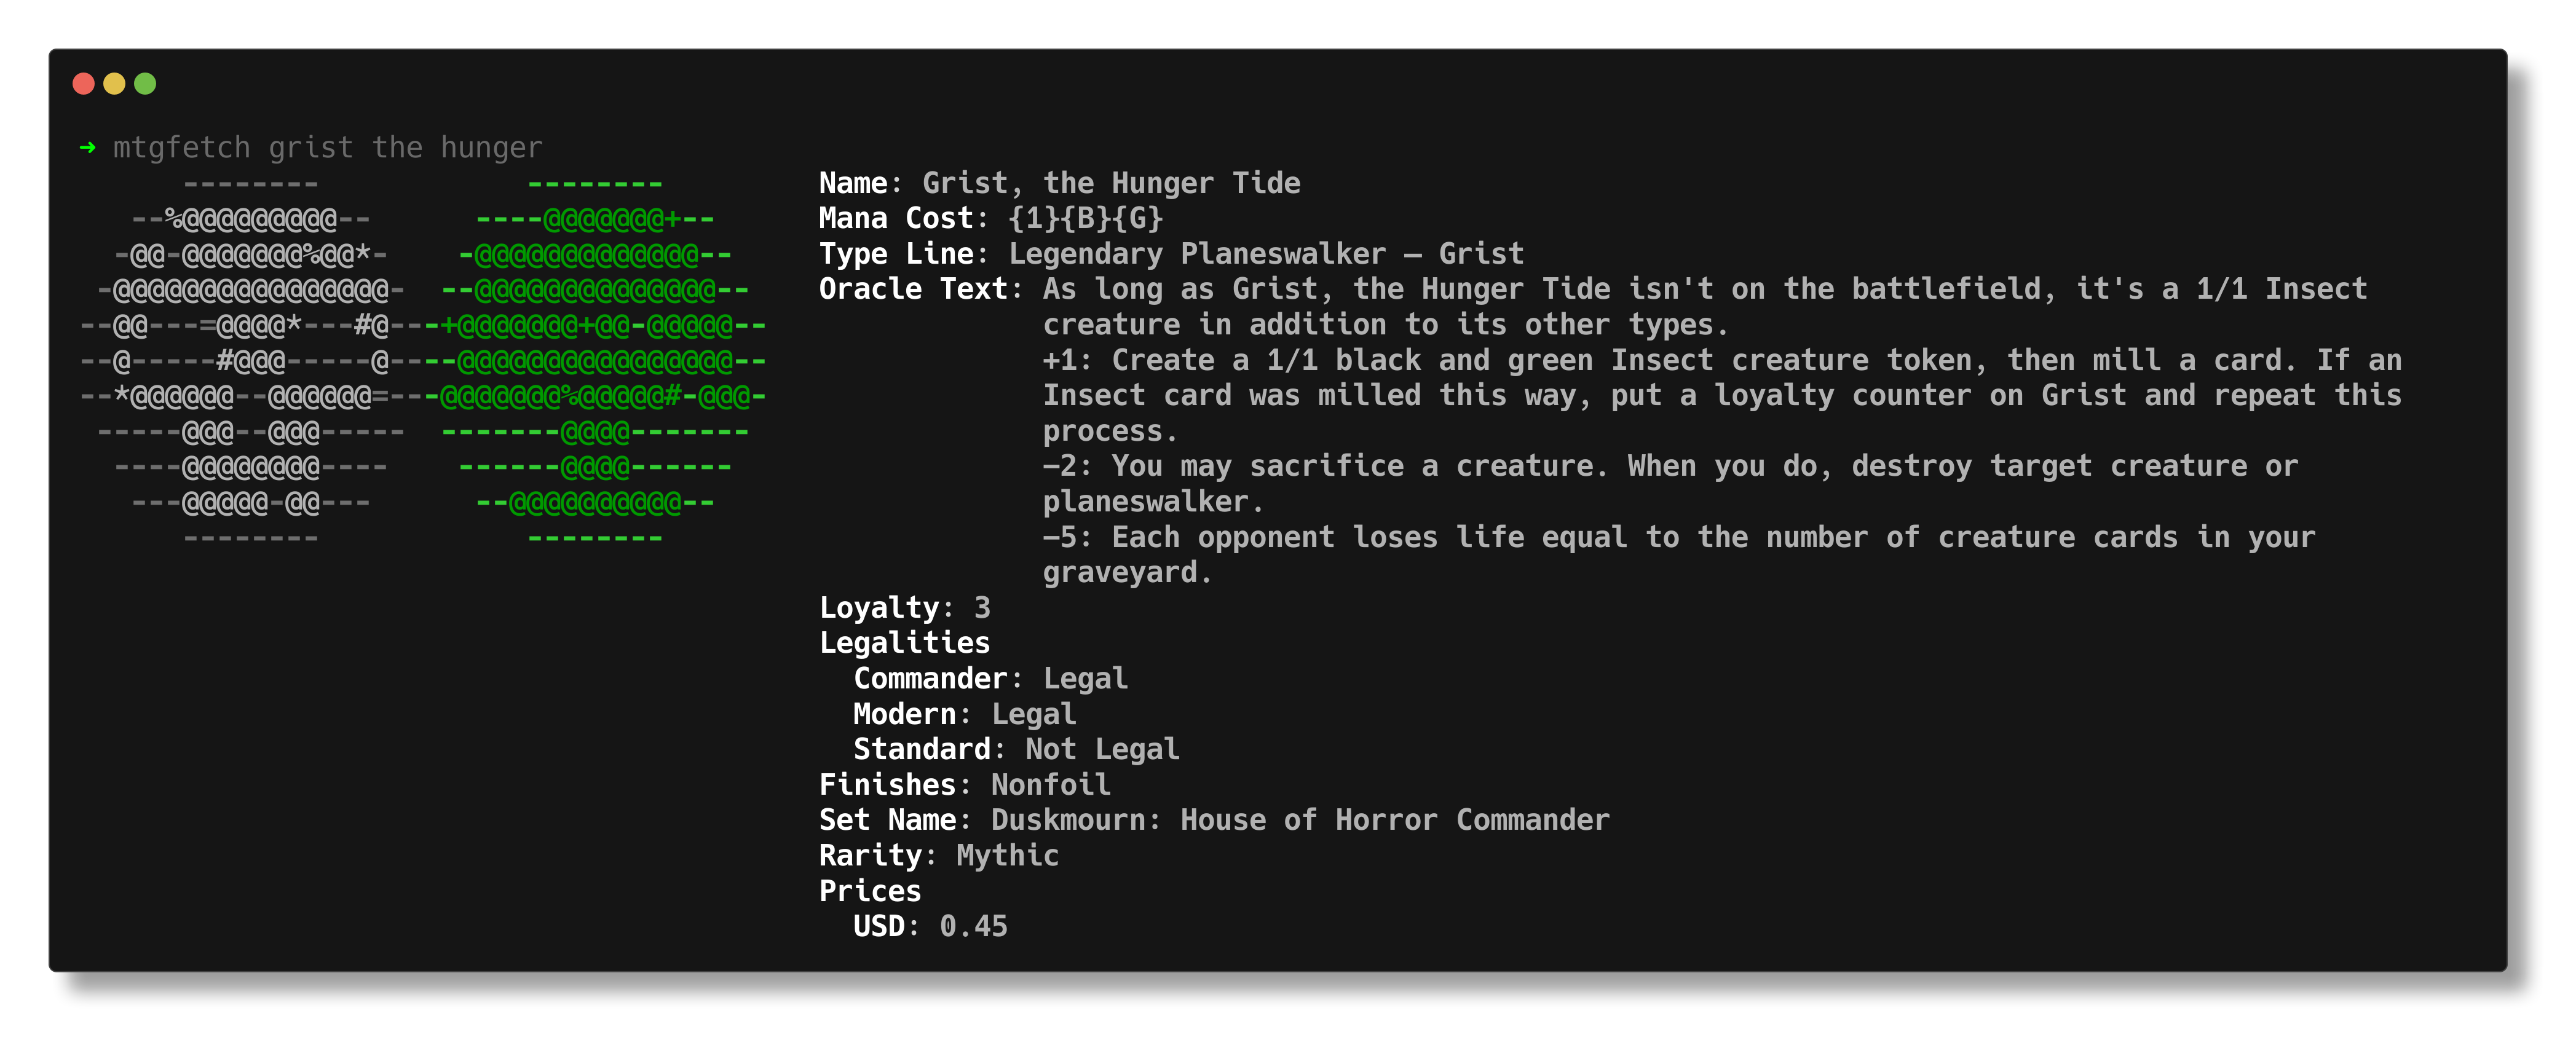 ➜ mtgfetch grist the hunger
Name: Grist, the Hunger Tide
Mana Cost: {1}{B}{G}
Type Line: Legendary Planeswalker — Grist
Oracle Text: As long as Grist, the Hunger Tide isn't on the battlefield, it's a 1/1 Insect
creature in addition to its other types.
+1: Create a 1/1 black and green Insect creature token, then mill a card. If an
Insect card was milled this way, put a loyalty counter on Grist and repeat this
process.
−2: You may sacrifice a creature. When you do, destroy target creature or
planeswalker.
−5: Each opponent loses life equal to the number of creature cards in your
graveyard.
Loyalty: 3
Legalities
Commander: Legal
Modern: Legal
Standard: Not Legal
Finishes: Nonfoil
Set Name: Duskmourn: House of Horror Commander
Rarity: Mythic
Prices
USD: 0.45